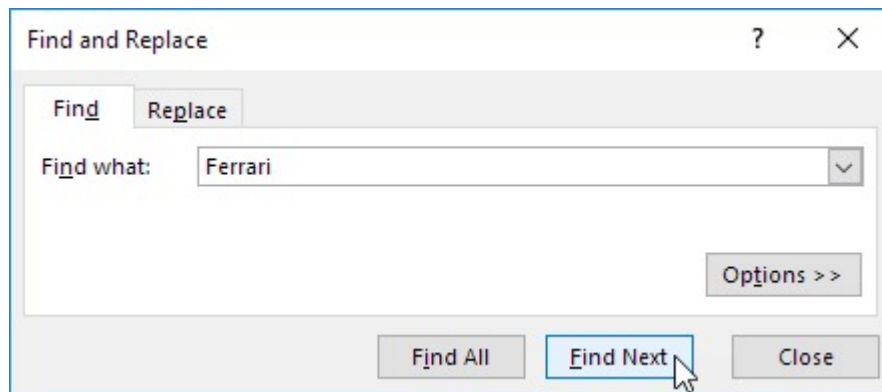 Find and Replace ?
Find Replace
Find what: Ferrari
Options >>
Find All Find Next Close